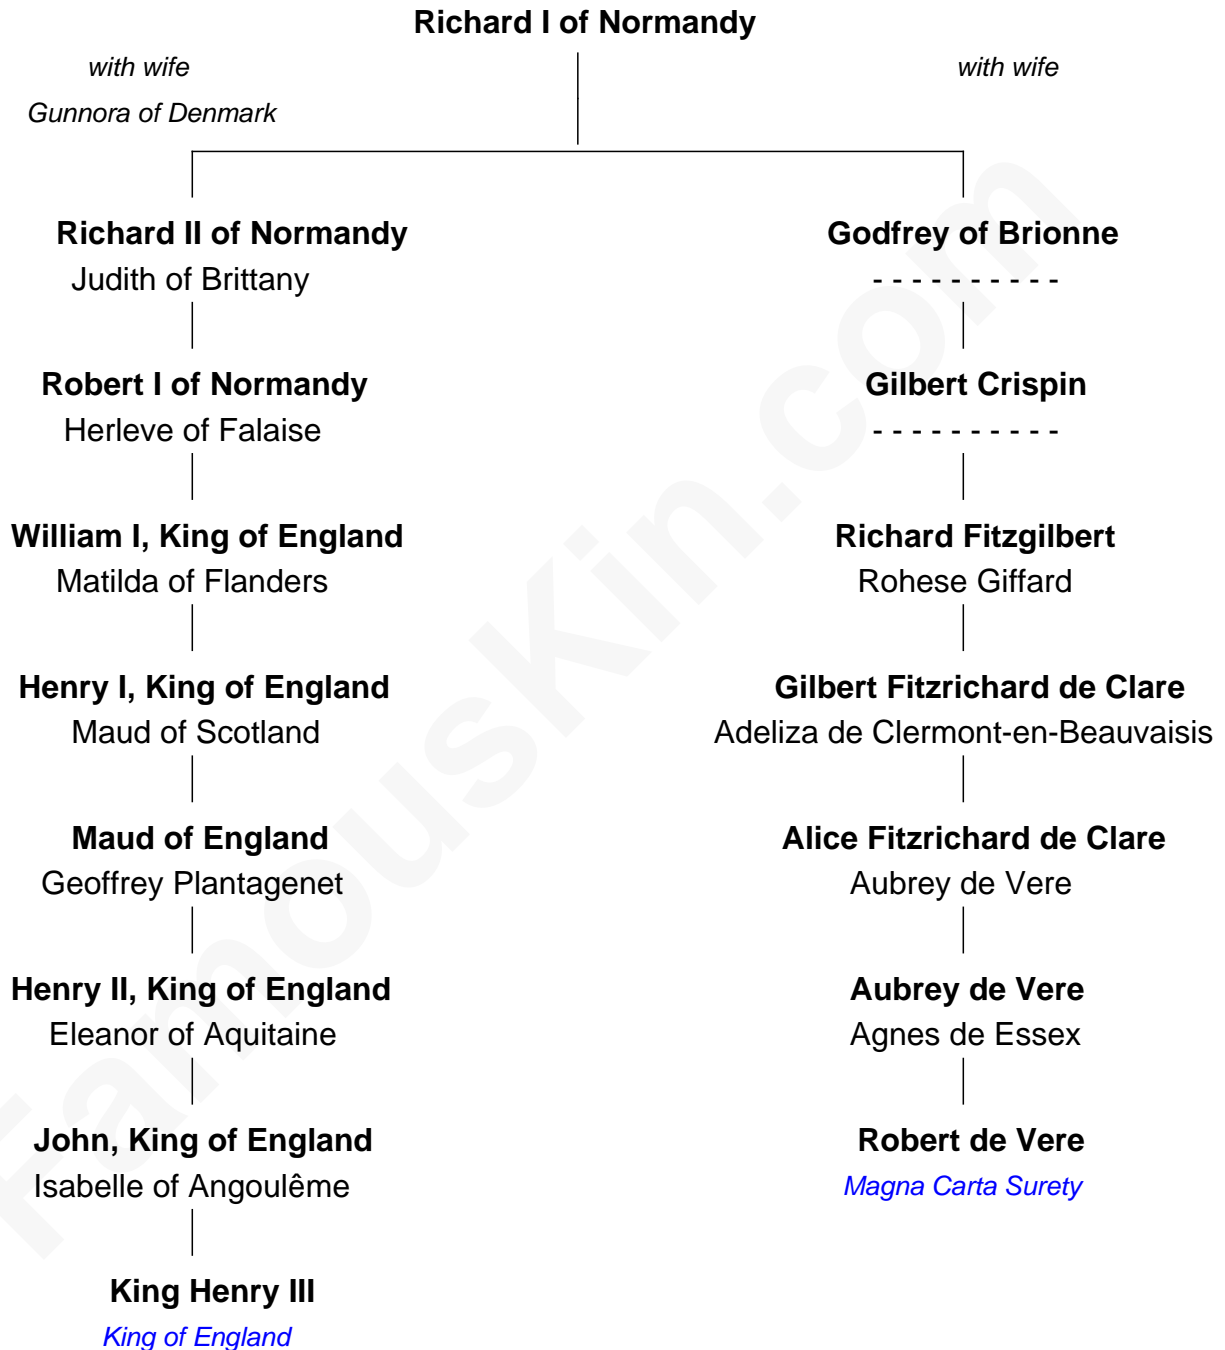 Richard I of Normandy
with wife
Gunnora of Denmark
with wife
Richard II of Normandy
Judith of Brittany
Godfrey of Brionne
- - - - - - - - - -
Robert I of Normandy
Herleve of Falaise
Gilbert Crispin
- - - - - - - - - -
William I, King of England
Matilda of Flanders
Richard Fitzgilbert
Rohese Giffard
Henry I, King of England
Maud of Scotland
Gilbert Fitzrichard de Clare
Adeliza de Clermont-en-Beauvaisis
Maud of England
Geoffrey Plantagenet
Alice Fitzrichard de Clare
Aubrey de Vere
Henry II, King of England
Eleanor of Aquitaine
Aubrey de Vere
Agnes de Essex
John, King of England
Isabelle of Angoulême
Robert de Vere
Magna Carta Surety
King Henry III
King of England
FamousKin.com